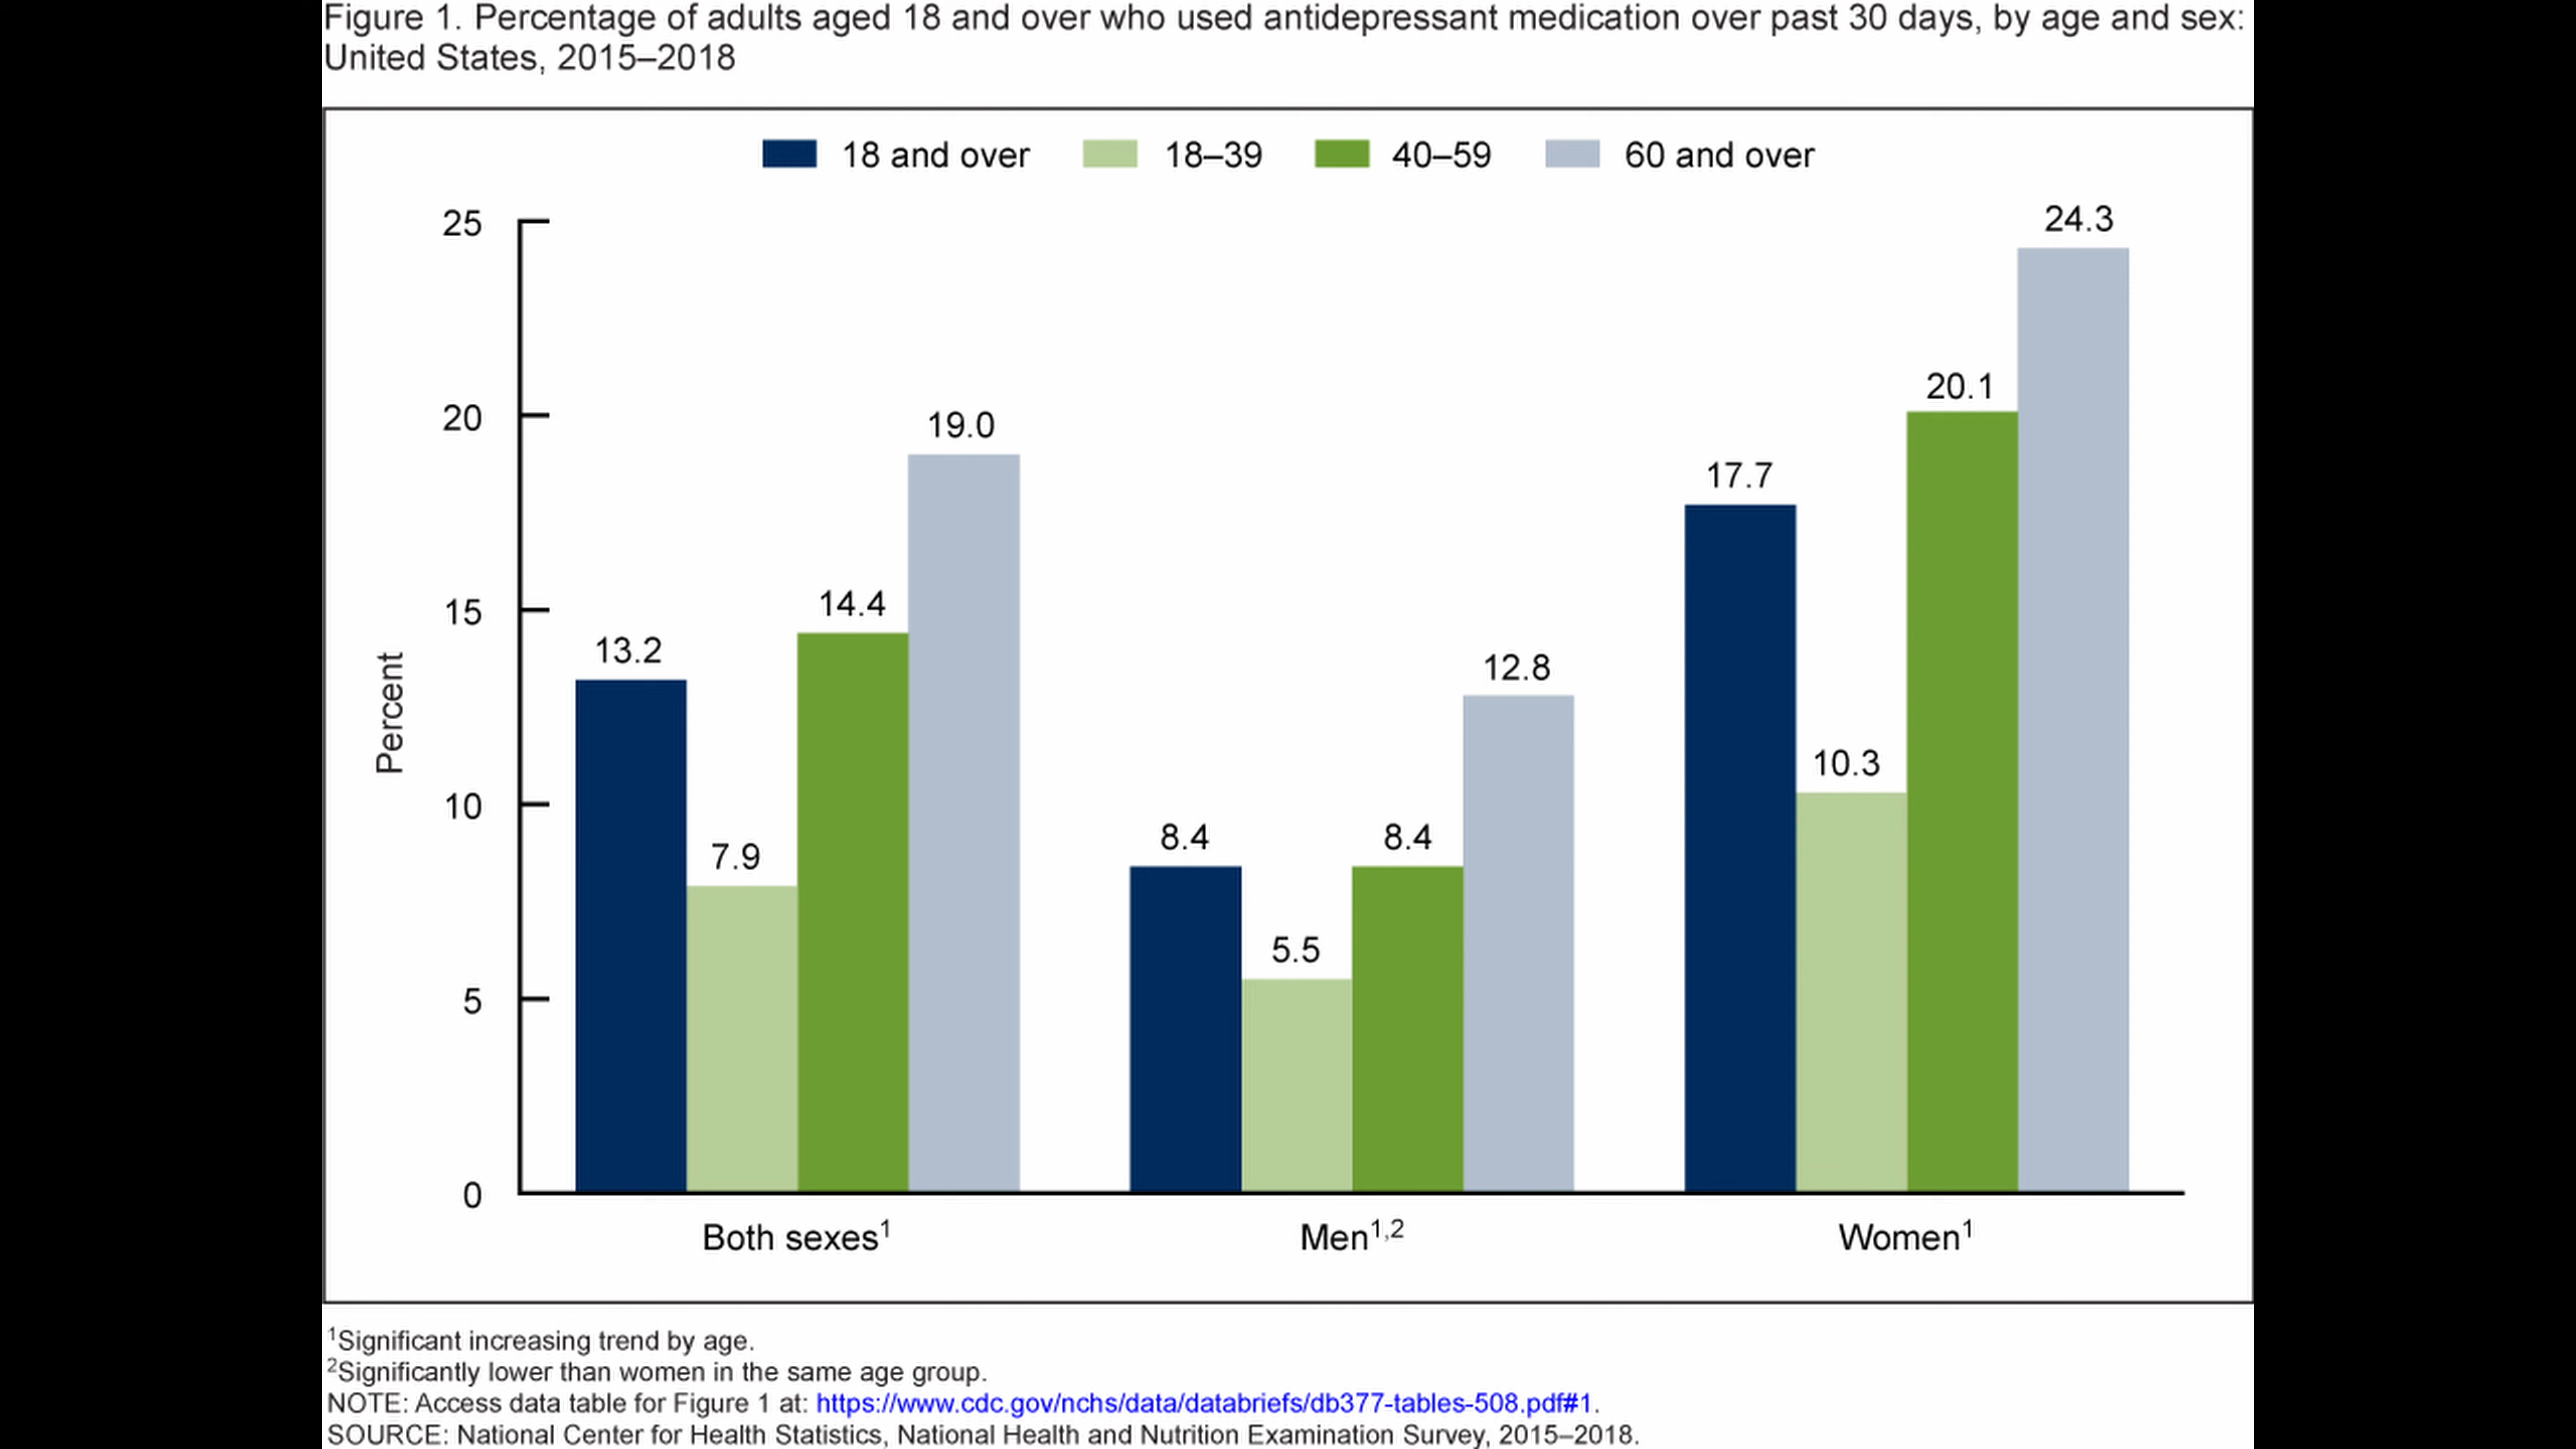 Figure 1. Percentage of adults aged 18 and over who used antidepressant medication over past 30 days, by age and sex:
United States, 2015–2018
18 and over 18–39 40–59 60 and over
25
20
15
10
5
0
Percent
13.2
7.9
14.4
19.0
8.4
5.5
8.4
12.8
17.7
10.3
20.1
24.3
Both sexes¹ Men¹,² Women¹
¹Significant increasing trend by age.
²Significantly lower than women in the same age group.
NOTE: Access data table for Figure 1 at: https://www.cdc.gov/nchs/data/databriefs/db377-tables-508.pdf#1.
SOURCE: National Center for Health Statistics, National Health and Nutrition Examination Survey, 2015–2018.